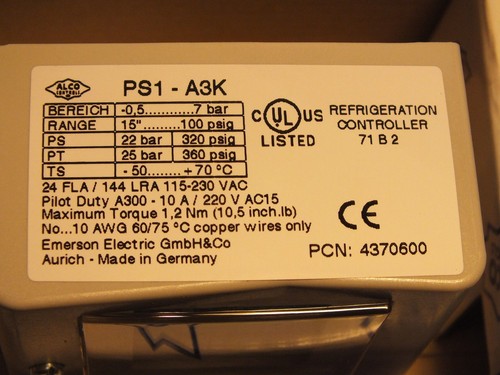 ALCO
CONTROLS
PS1 - A3K
BEREICH -0,5..........7 bar
RANGE 15".........100 psig
PS 22 bar 320 psig
PT 25 bar 360 psig
TS - 50........+70 °C
C UL US
LISTED
REFRIGERATION
CONTROLLER
71 B 2
24 FLA / 144 LRA 115-230 VAC
Pilot Duty A300 - 10 A / 220 V AC15
Maximum Torque 1,2 Nm (10,5 inch.lb)
No...10 AWG 60/75 °C copper wires only
Emerson Electric GmbH&Co
Aurich - Made in Germany
CE
PCN: 4370600